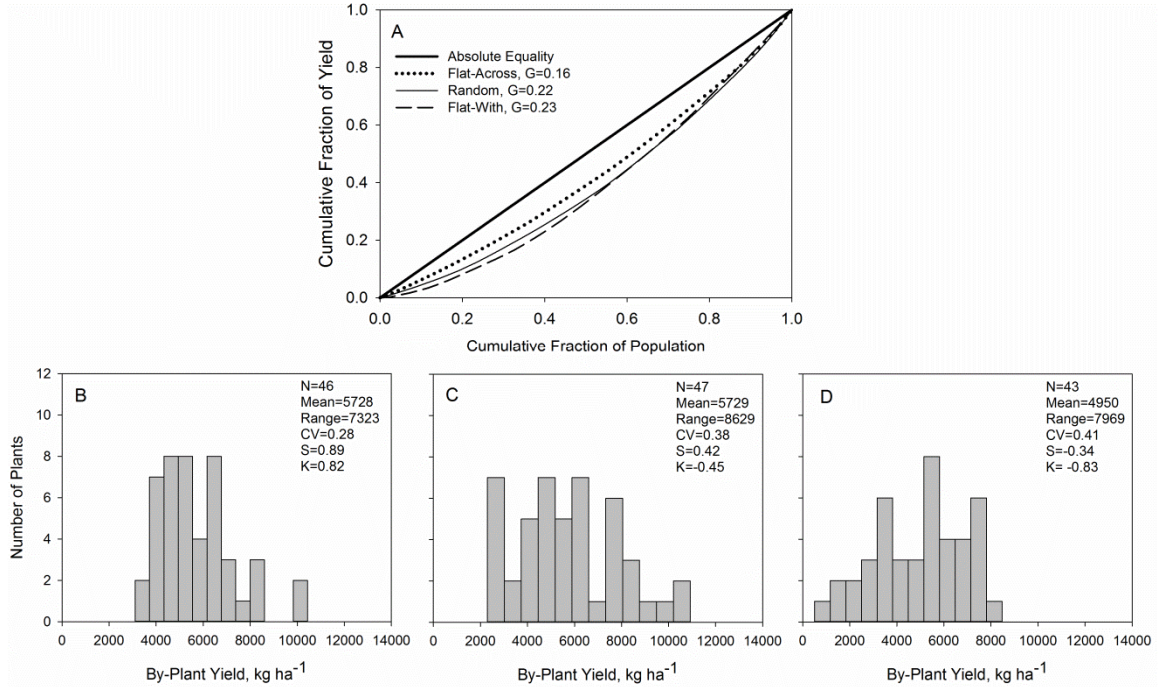 A
Absolute Equality
Flat-Across, G=0.16
Random, G=0.22
Flat-With, G=0.23
Cumulative Fraction of Yield
1.0
0.8
0.6
0.4
0.2
0.0
0.0 0.2 0.4 0.6 0.8 1.0
Cumulative Fraction of Population
B
N=46
Mean=5728
Range=7323
CV=0.28
S=0.89
K=0.82
Number of Plants
12
10
8
6
4
2
0
0 2000 4000 6000 8000 10000 14000
By-Plant Yield, kg ha⁻¹
C
N=47
Mean=5729
Range=8629
CV=0.38
S=0.42
K=-0.45
0 2000 4000 6000 8000 10000 14000
By-Plant Yield, kg ha⁻¹
D
N=43
Mean=4950
Range=7969
CV=0.41
S=-0.34
K= -0.83
0 2000 4000 6000 8000 10000 14000
By-Plant Yield, kg ha⁻¹